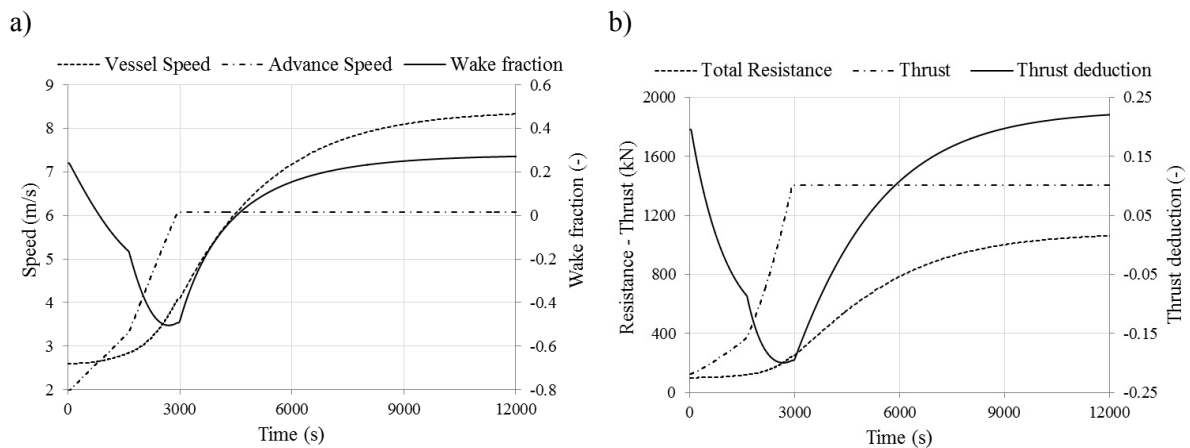 a)
Vessel Speed Advance Speed Wake fraction
9 0.6
8 0.4
7 0.2
6 0
5 -0.2
4 -0.4
3 -0.6
2 -0.8
Speed (m/s)
Wake fraction (-)
0 3000 6000 9000 12000
Time (s)
b)
Total Resistance Thrust Thrust deduction
2000 0.25
1600 0.15
1200 0.05
800 -0.05
400 -0.15
0 -0.25
Resistance - Thrust (kN)
Thrust deduction (-)
0 3000 6000 9000 12000
Time (s)